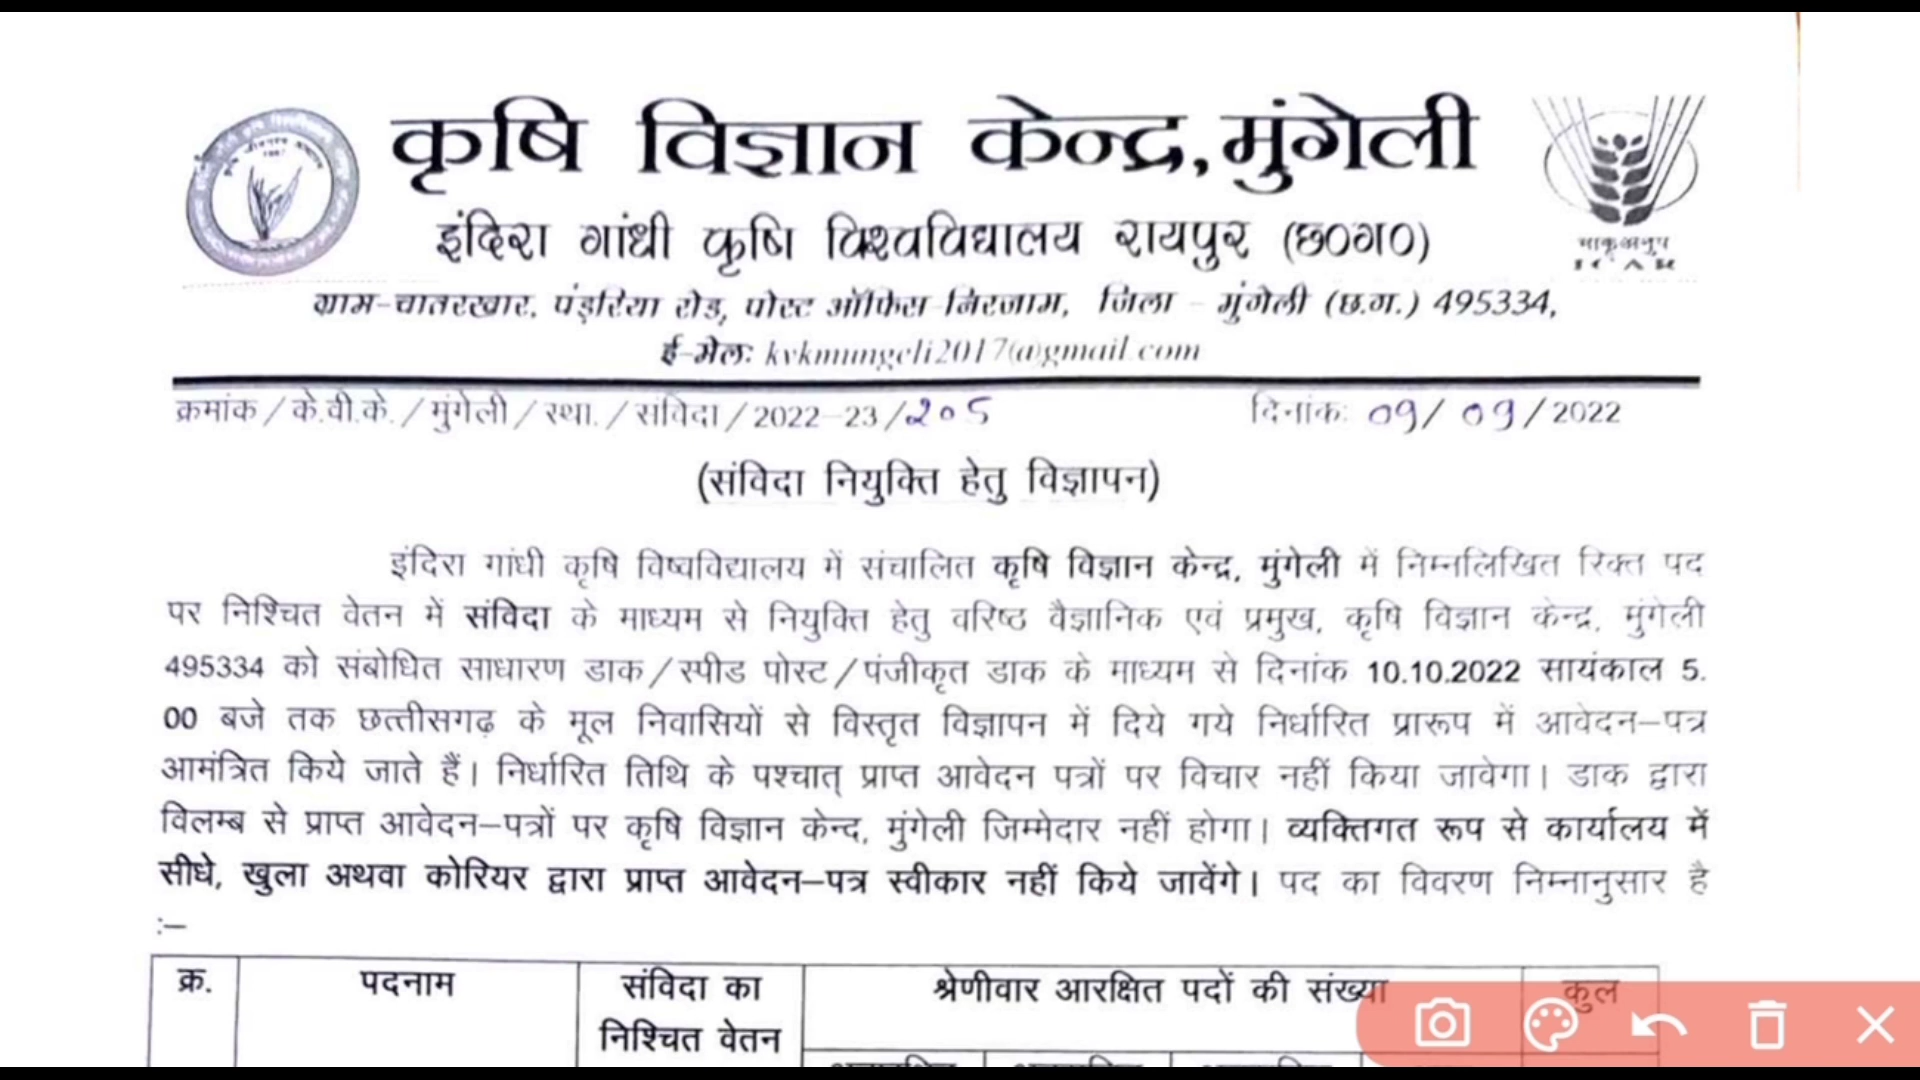 कृषि विज्ञान केन्द्र,मुंगेली
इंदिरा गांधी कृषि विश्वविद्यालय रायपुर (छ०ग०)
भाकृअनुप
ICAR
ग्राम-चातरखार, पंड़रिया रोड, पोस्ट ऑफिस-निरजाम, जिला - मुंगेली (छ.ग.) 495334,
ई-मेल: kvkmungeli2017@gmail.com
क्रमांक/के.वी.के./मुंगेली/स्था./संविदा/2022-23/205 दिनांक: 09/09/2022
(संविदा नियुक्ति हेतु विज्ञापन)
इंदिरा गांधी कृषि विष्वविद्यालय में संचालित कृषि विज्ञान केन्द्र, मुंगेली में निम्नलिखित रिक्त पद
पर निश्चित वेतन में संविदा के माध्यम से नियुक्ति हेतु वरिष्ठ वैज्ञानिक एवं प्रमुख, कृषि विज्ञान केन्द्र, मुंगेली
495334 को संबोधित साधारण डाक/स्पीड पोस्ट/पंजीकृत डाक के माध्यम से दिनांक 10.10.2022 सायंकाल 5.
00 बजे तक छत्तीसगढ़ के मूल निवासियों से विस्तृत विज्ञापन में दिये गये निर्धारित प्रारूप में आवेदन–पत्र
आमंत्रित किये जाते हैं। निर्धारित तिथि के पश्चात् प्राप्त आवेदन पत्रों पर विचार नहीं किया जावेगा। डाक द्वारा
विलम्ब से प्राप्त आवेदन–पत्रों पर कृषि विज्ञान केन्द, मुंगेली जिम्मेदार नहीं होगा। व्यक्तिगत रूप से कार्यालय में
सीधे, खुला अथवा कोरियर द्वारा प्राप्त आवेदन–पत्र स्वीकार नहीं किये जावेंगे। पद का विवरण निम्नानुसार है
:–
क्र. पदनाम संविदा का श्रेणीवार आरक्षित पदों की संख्या कुल
निश्चित वेतन